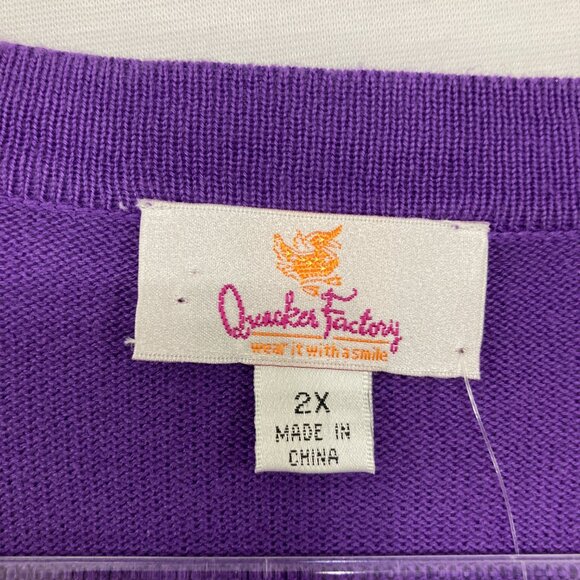 Quacker Factory
wear it with a smile
2X
MADE IN
CHINA